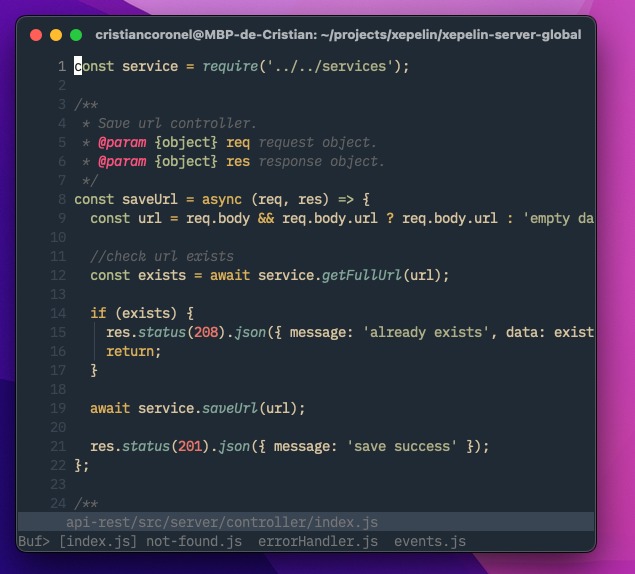 cristiancoronel@MBP-de-Cristian: ~/projects/xepelin/xepelin-server-global
1 const service = require('../../services');
2
3 /**
4 * Save url controller.
5 * @param {object} req request object.
6 * @param {object} res response object.
7 */
8 const saveUrl = async (req, res) => {
9 const url = req.body && req.body.url ? req.body.url : 'empty da
10
11 //check url exists
12 const exists = await service.getFullUrl(url);
13
14 if (exists) {
15 res.status(208).json({ message: 'already exists', data: exist
16 return;
17 }
18
19 await service.saveUrl(url);
20
21 res.status(201).json({ message: 'save success' });
22 };
23
24 /**
api-rest/src/server/controller/index.js
Buf> [index.js] not-found.js errorHandler.js events.js